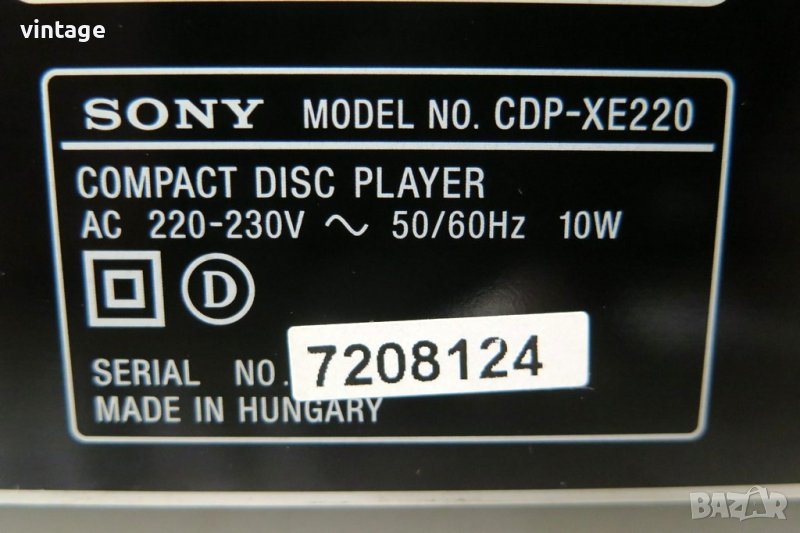 vintage
SONY MODEL NO. CDP-XE220
COMPACT DISC PLAYER
AC 220-230V ~ 50/60Hz 10W
D
SERIAL NO. 7208124
MADE IN HUNGARY
BAZAR